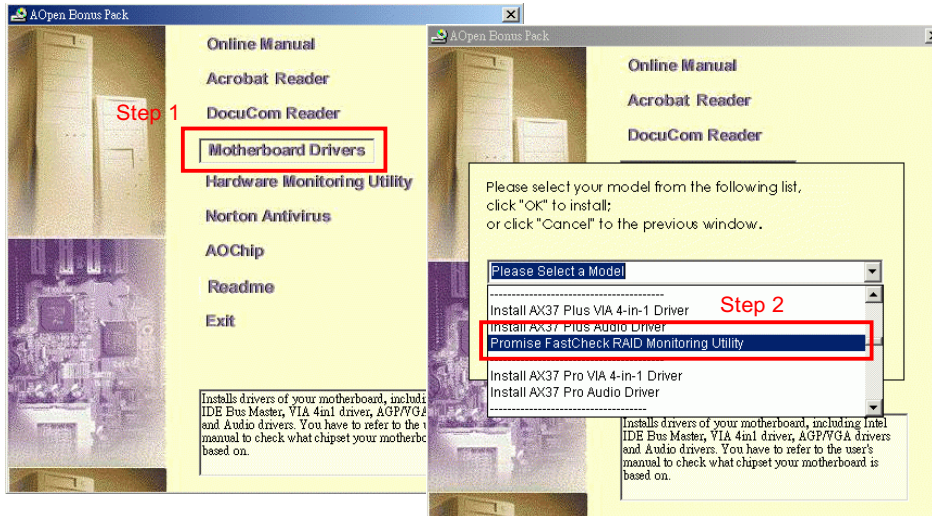 AOpen Bonus Pack
Online Manual
Acrobat Reader
Step 1
DocuCom Reader
Motherboard Drivers
Hardware Monitoring Utility
Norton Antivirus
AOChip
Readme
Exit
Installs drivers of your motherboard, includi
IDE Bus Master, VIA 4in1 driver, AGP/VGA
and Audio drivers. You have to refer to the
manual to check what chipset your motherbo
based on.
AOpen Bonus Pack
Online Manual
Acrobat Reader
DocuCom Reader
Please select your model from the following list,
click "OK" to install;
or click "Cancel" to the previous window.
Please Select a Model
Step 2
Install AX37 Plus VIA 4-in-1 Driver
Install AX37 Plus Audio Driver
Promise FastCheck RAID Monitoring Utility
Install AX37 Pro VIA 4-in-1 Driver
Install AX37 Pro Audio Driver
Installs drivers of your motherboard, including Intel
IDE Bus Master, VIA 4in1 driver, AGP/VGA drivers
and Audio drivers. You have to refer to the user's
manual to check what chipset your motherboard is
based on.